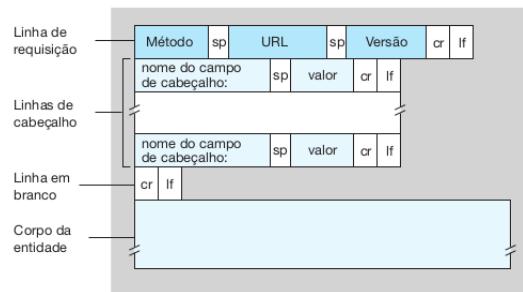 Linha de
requisição
Método sp URL sp Versão cr lf
Linhas de
cabeçalho
nome do campo
de cabeçalho: sp valor cr lf
nome do campo
de cabeçalho: sp valor cr lf
Linha em
branco
cr lf
Corpo da
entidade